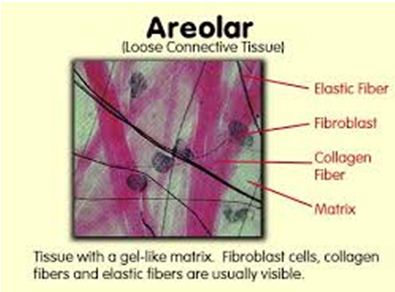 Areolar
(Loose Connective Tissue)
Elastic Fiber
Fibroblast
Collagen
Fiber
Matrix
Tissue with a gel-like matrix. Fibroblast cells, collagen
fibers and elastic fibers are usually visible.